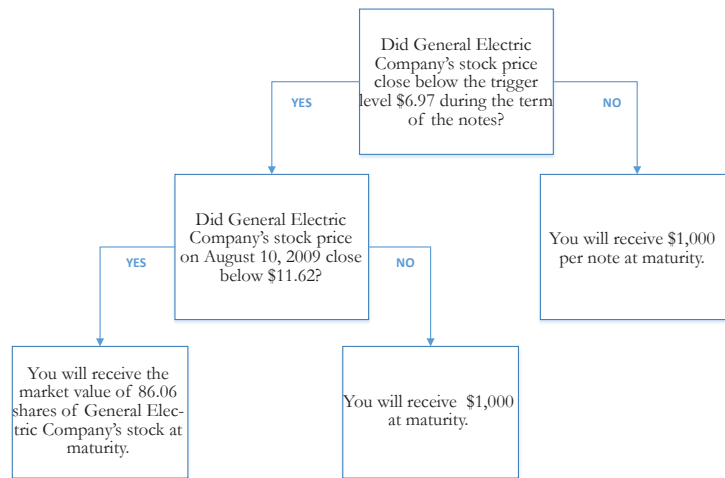 Did General Electric
Company's stock price
close below the trigger
level $6.97 during the term
of the notes?
YES
NO
Did General Electric
Company's stock price
on August 10, 2009 close
below $11.62?
You will receive $1,000
per note at maturity.
YES
NO
You will receive the
market value of 86.06
shares of General Elec-
tric Company's stock at
maturity.
You will receive $1,000
at maturity.